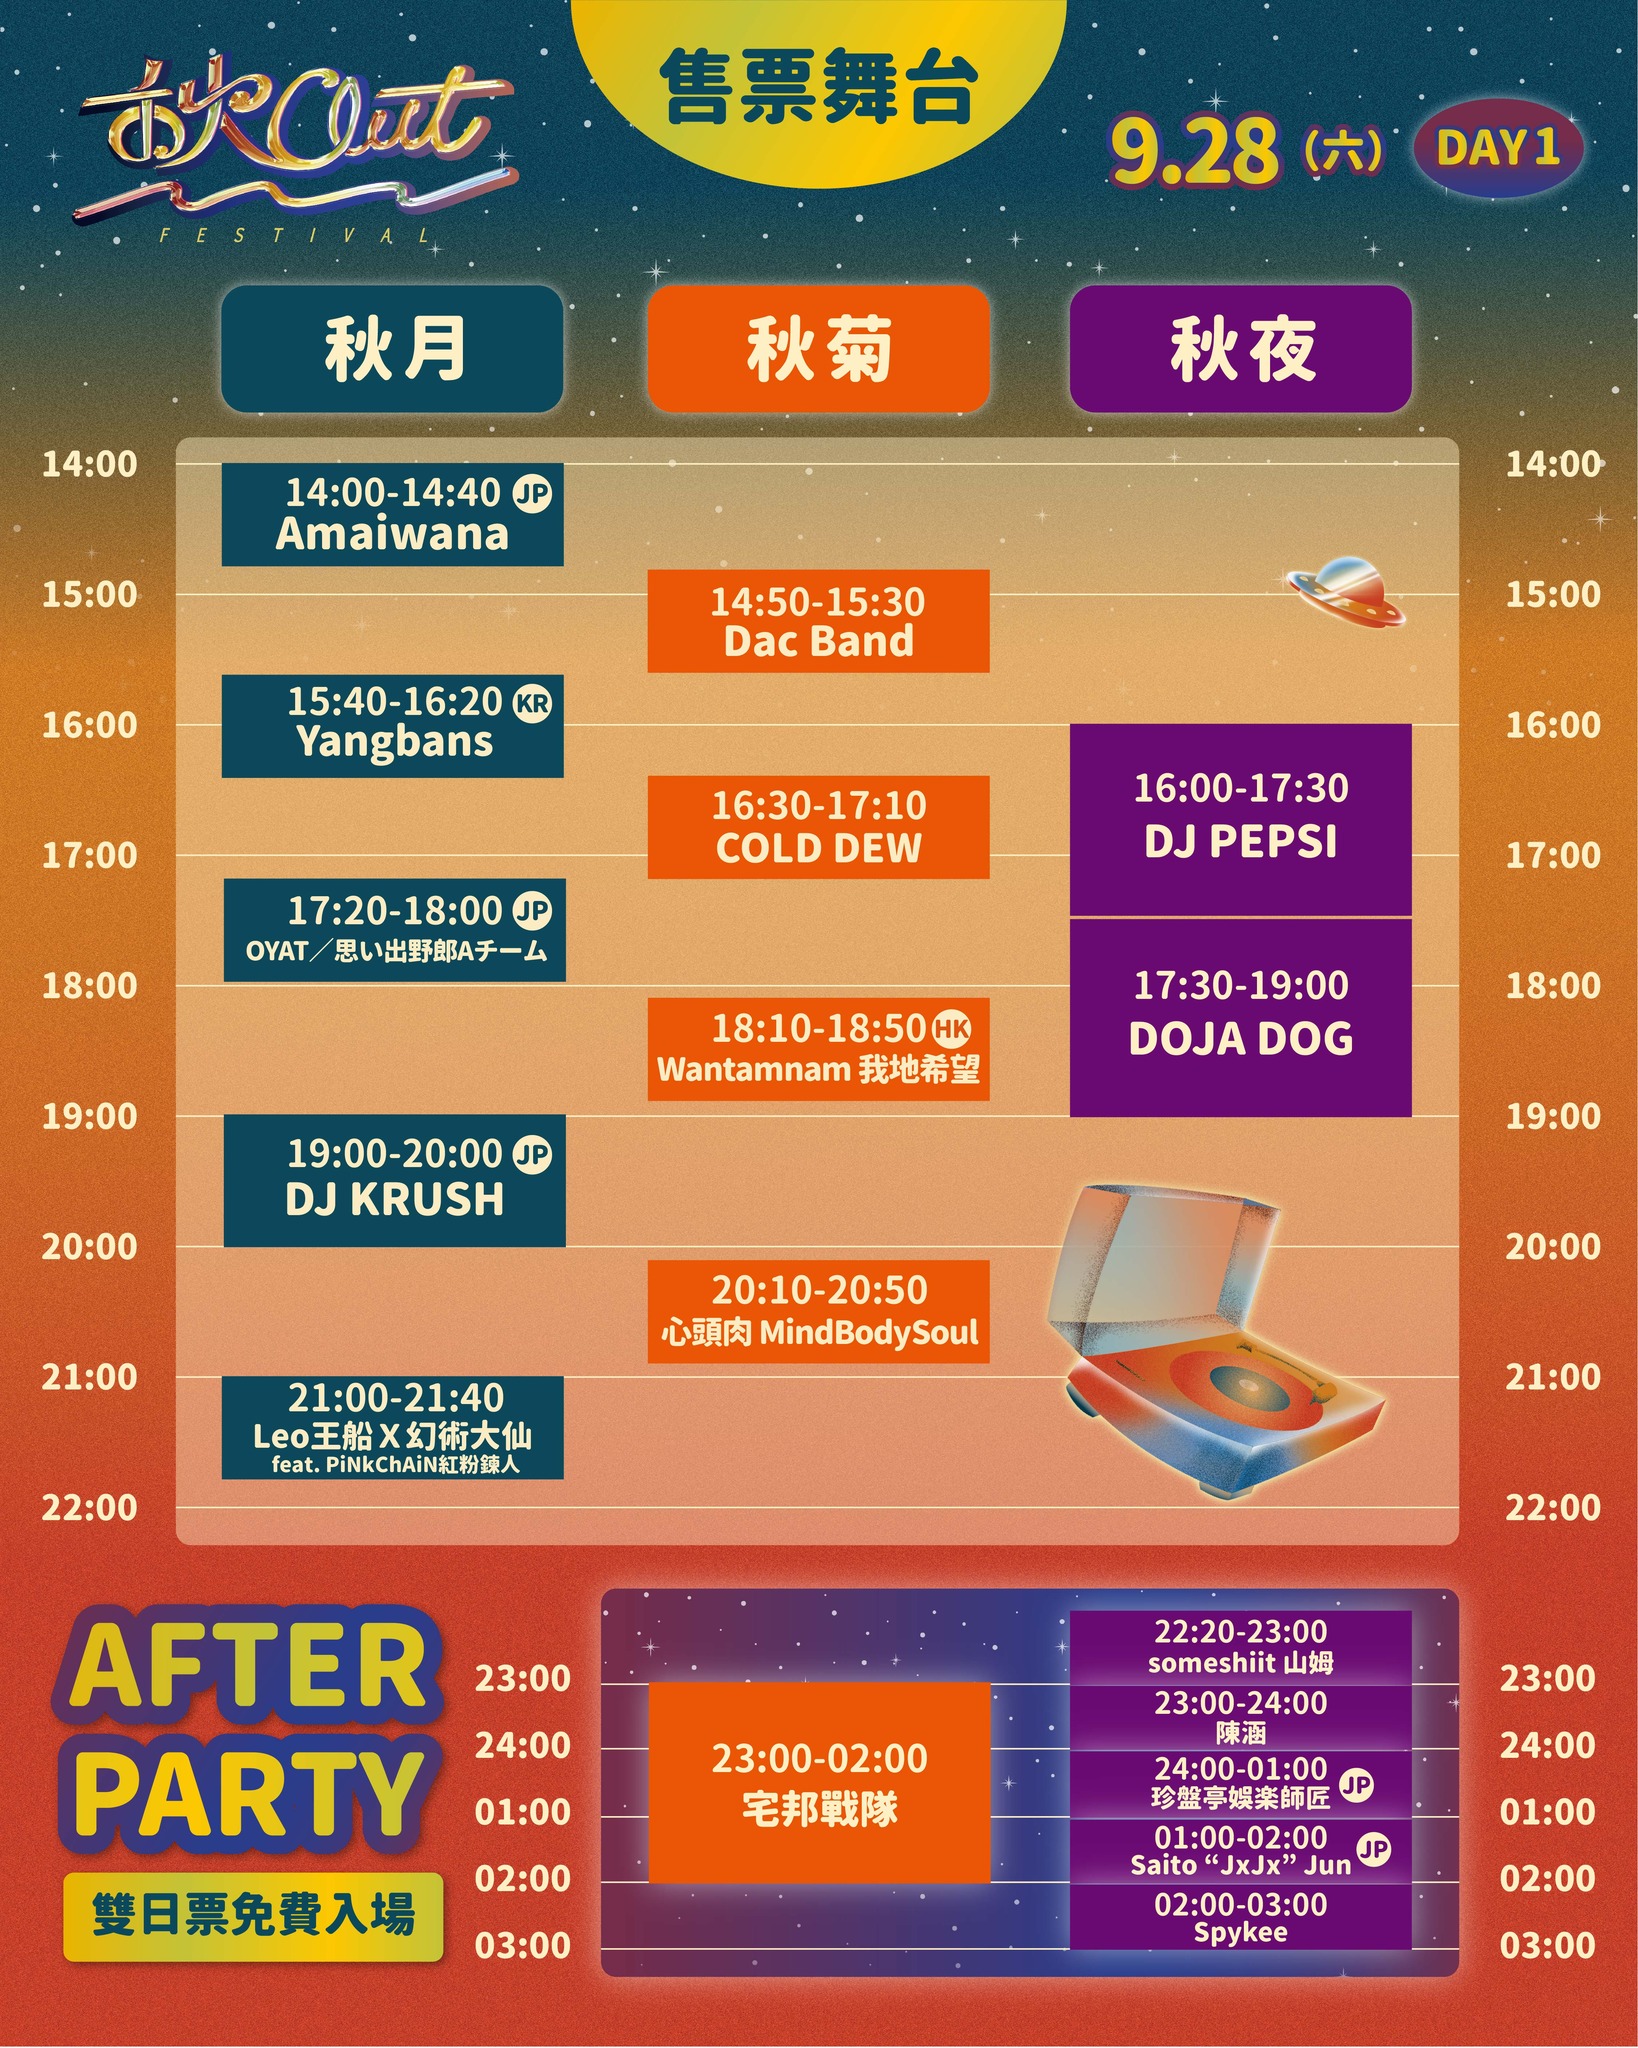 秋Out
FESTIVAL
售票舞台
9.28（六） DAY1
秋月
秋菊
秋夜
14:00
14:00
14:00-14:40 JP
Amaiwana
15:00
15:00
14:50-15:30
Dac Band
15:40-16:20 KR
Yangbans
16:00
16:00
16:30-17:10
COLD DEW
16:00-17:30
DJ PEPSI
17:00
17:00
17:20-18:00 JP
OYAT／思い出野郎Aチーム
18:00
18:00
17:30-19:00
DOJA DOG
18:10-18:50 HK
Wantamnam 我地希望
19:00
19:00
19:00-20:00 JP
DJ KRUSH
20:00
20:00
20:10-20:50
心頭肉 MindBodySoul
21:00
21:00
21:00-21:40
Leo王船 X 幻術大仙
feat. PiNkChAiN紅粉鍊人
22:00
22:00
AFTER
PARTY
雙日票免費入場
23:00
24:00
01:00
02:00
03:00
23:00-02:00
宅邦戰隊
22:20-23:00
someshiit 山姆
23:00-24:00
陳涵
24:00-01:00
珍盤亭娯楽師匠 JP
01:00-02:00
Saito “JxJx” Jun JP
02:00-03:00
Spykee
23:00
24:00
01:00
02:00
03:00